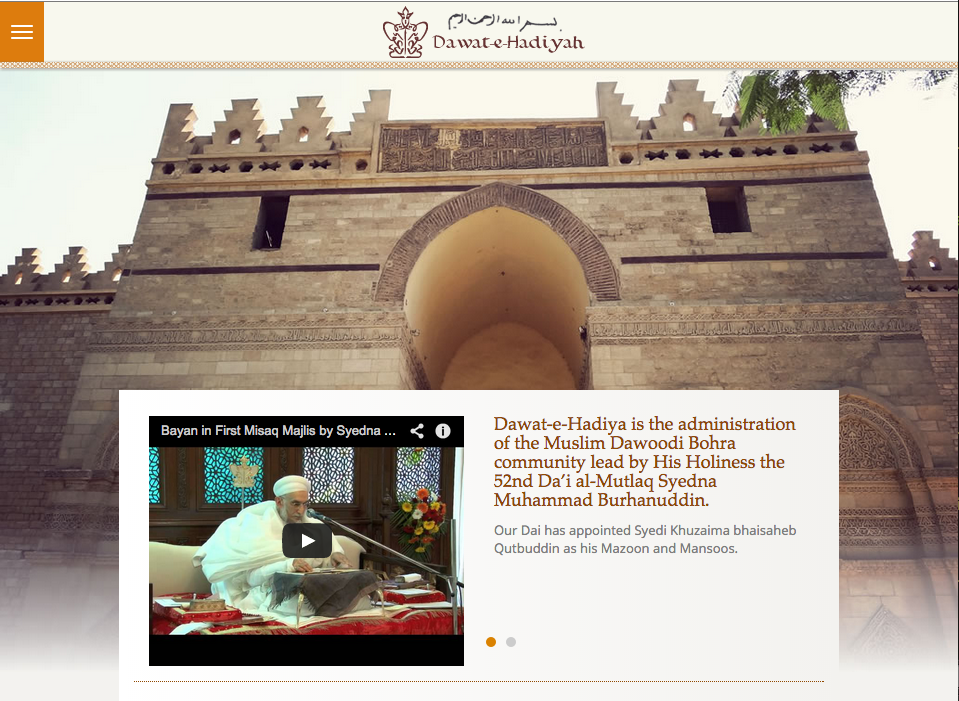 بسم الله الرحمن الرحيم
Dawat-e-Hadiyah
Bayan in First Misaq Majlis by Syedna ...
Dawat-e-Hadiya is the administration
of the Muslim Dawoodi Bohra
community lead by His Holiness the
52nd Da’i al-Mutlaq Syedna
Muhammad Burhanuddin.
Our Dai has appointed Syedi Khuzaima bhaisaheb
Qutbuddin as his Mazoon and Mansoos.